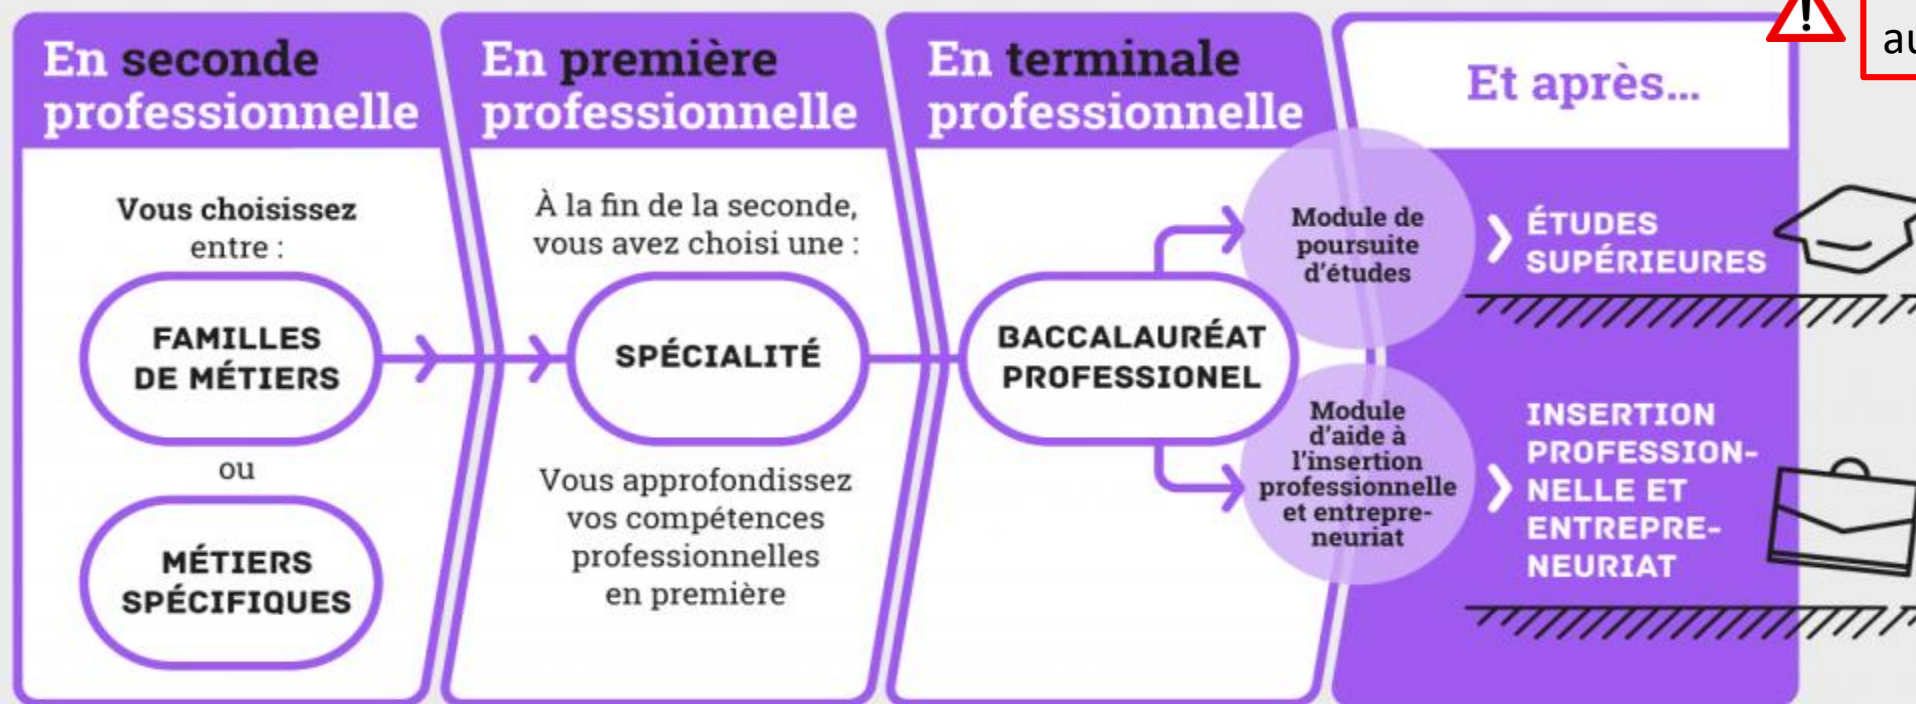 En seconde
professionnelle
Vous choisissez
entre :
FAMILLES
DE MÉTIERS
ou
MÉTIERS
SPÉCIFIQUES
En première
professionnelle
À la fin de la seconde,
vous avez choisi une :
SPÉCIALITÉ
Vous approfondissez
vos compétences
professionnelles
en première
En terminale
professionnelle
BACCALAURÉAT
PROFESSIONEL
Module de
poursuite
d'études
Module
d'aide à
l'insertion
professionnelle
et entrepre-
neuriat
Et après...
ÉTUDES
SUPÉRIEURES
INSERTION
PROFESSION-
NELLE ET
ENTREPRE-
NEURIAT